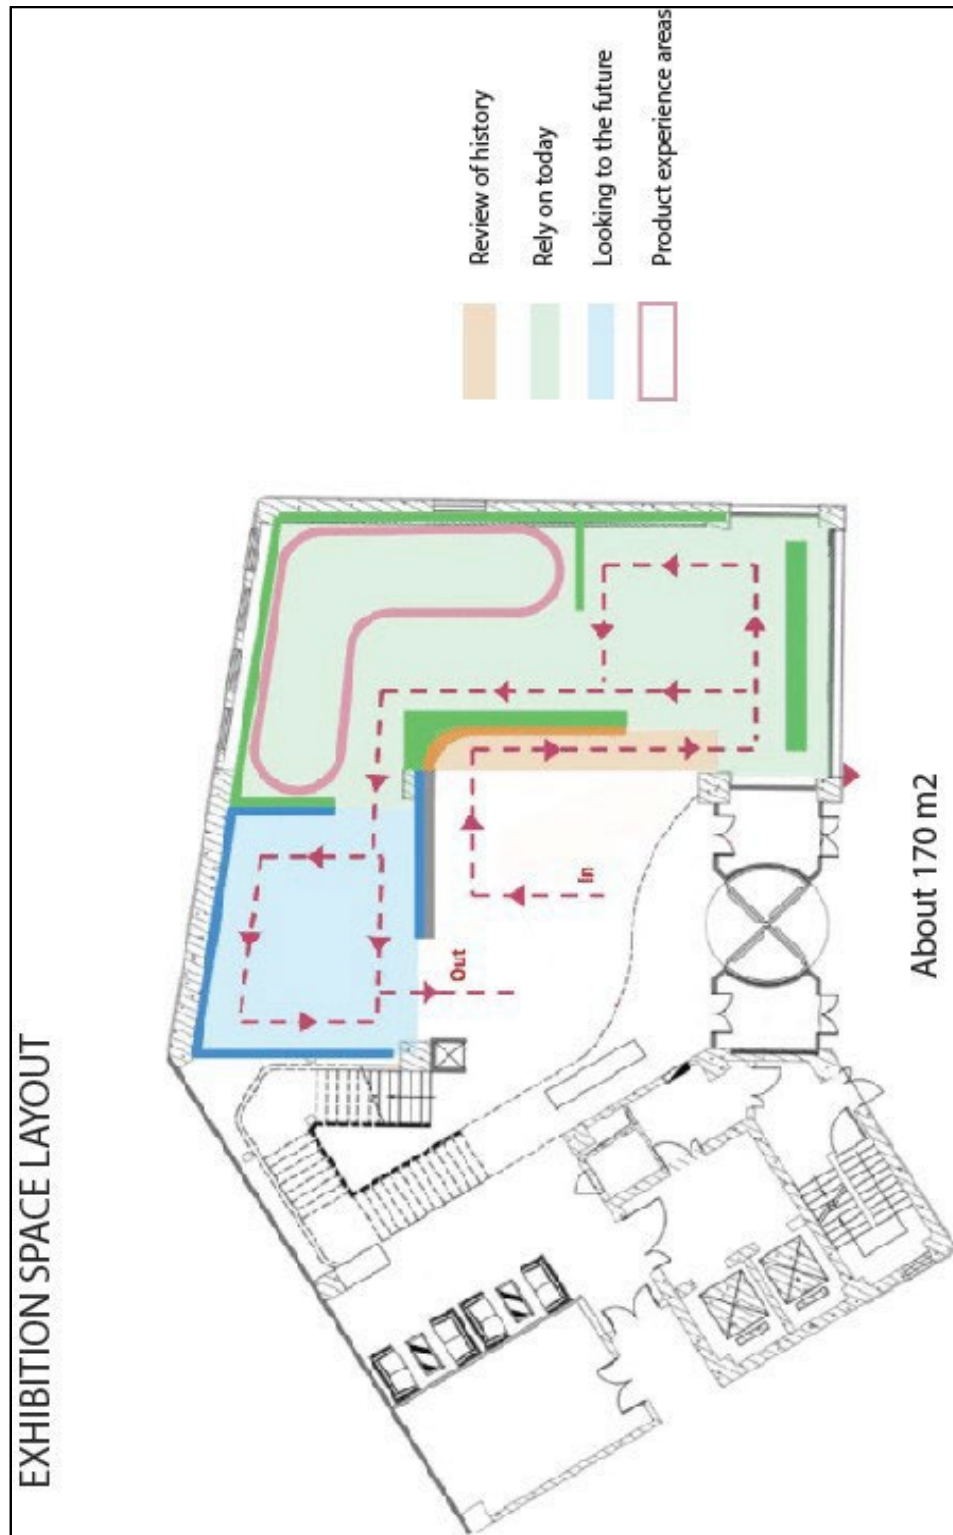 EXHIBITION SPACE LAYOUT
Review of history
Rely on today
Looking to the future
Product experience areas
In
Out
About 170 m2